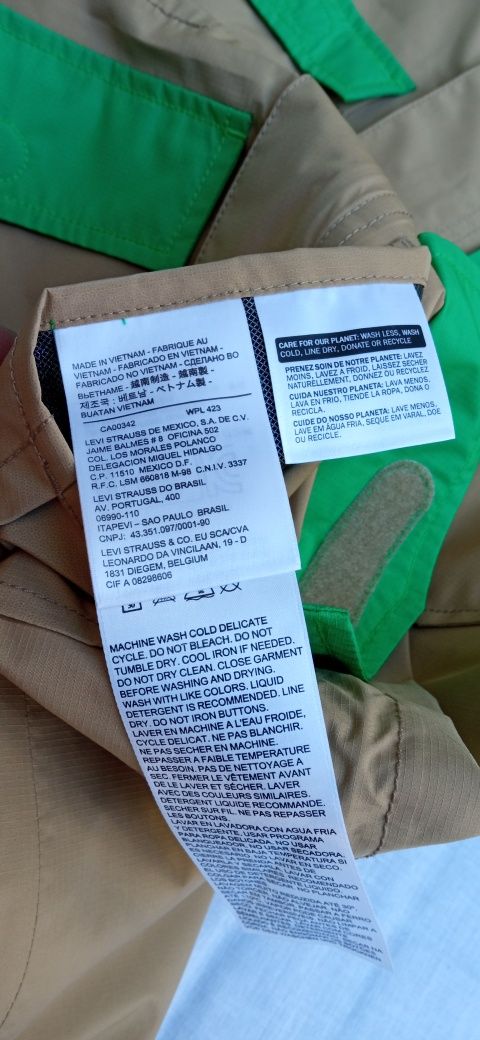 MADE IN VIETNAM - FABRIQUE AU
VIETNAM - FABRICADO EN VIETNAM -
FABRICADO NO VIETNAM - СДЕЛАНО ВО
ВЬЕТНАМЕ - 越南制造 - 越南製 -
제조국 : 베트남 - ベトナム製 -
BUATAN VIETNAM
CA00342 WPL 423
LEVI STRAUSS DE MEXICO, S.A. DE C.V.
JAIME BALMES # 8 OFICINA 502
COL. LOS MORALES POLANCO
DELEGACION MIGUEL HIDALGO
C.P. 11510 MEXICO D.F.
R.F.C. LSM 860818 M-98 C.N.I.V. 3337
LEVI STRAUSS DO BRASIL
AV. PORTUGAL, 400
06990-110
ITAPEVI – SAO PAULO BRASIL
CNPJ: 43.351.097/0001-90
LEVI STRAUSS & CO. EU SCA/CVA
LEONARDO DA VINCILAAN, 19 - D
1831 DIEGEM, BELGIUM
CIF A 08298606
CARE FOR OUR PLANET: WASH LESS, WASH
COLD, LINE DRY, DONATE OR RECYCLE
PRENEZ SOIN DE NOTRE PLANETE: LAVEZ
MOINS, LAVEZ A FROID, LAISSEZ SECHER
NATURELLEMENT, DONNEZ OU RECYCLEZ
CUIDA NUESTRO PLANETA: LAVA MENOS,
LAVA EN FRIO, TIENDE LA ROPA, DONA O
RECICLA.
CUIDE DO NOSSO PLANETA: LAVE MENOS,
LAVE EM ÁGUA FRIA, SEQUE EM VARAL, DOE
OU RECICLE.
MACHINE WASH COLD DELICATE
CYCLE. DO NOT BLEACH. DO NOT
TUMBLE DRY. COOL IRON IF NEEDED.
DO NOT DRY CLEAN. CLOSE GARMENT
BEFORE WASHING AND DRYING.
WASH WITH LIKE COLORS. LIQUID
DETERGENT IS RECOMMENDED. LINE
DRY. DO NOT IRON BUTTONS.
LAVER EN MACHINE A L'EAU FROIDE,
CYCLE DELICAT. NE PAS BLANCHIR.
NE PAS SECHER EN MACHINE.
REPASSER A FAIBLE TEMPERATURE
AU BESOIN. PAS DE NETTOYAGE A
SEC. FERMER LE VÊTEMENT AVANT
DE LE LAVER ET SÉCHER. LAVER
AVEC DES COULEURS SIMILAIRES.
DETERGENT LIQUIDE RECOMMANDE.
SECHER SUR FIL. NE PAS REPASSER
LES BOUTONS.
LAVAR EN LAVADORA CON AGUA FRIA
Y DETERGENTE, USAR PROGRAMA
PARA ROPA DELICADA. NO USAR
BLANQUEADOR. NO USAR SECADORA.
PLANCHAR A BAJA TEMPERATURA SI